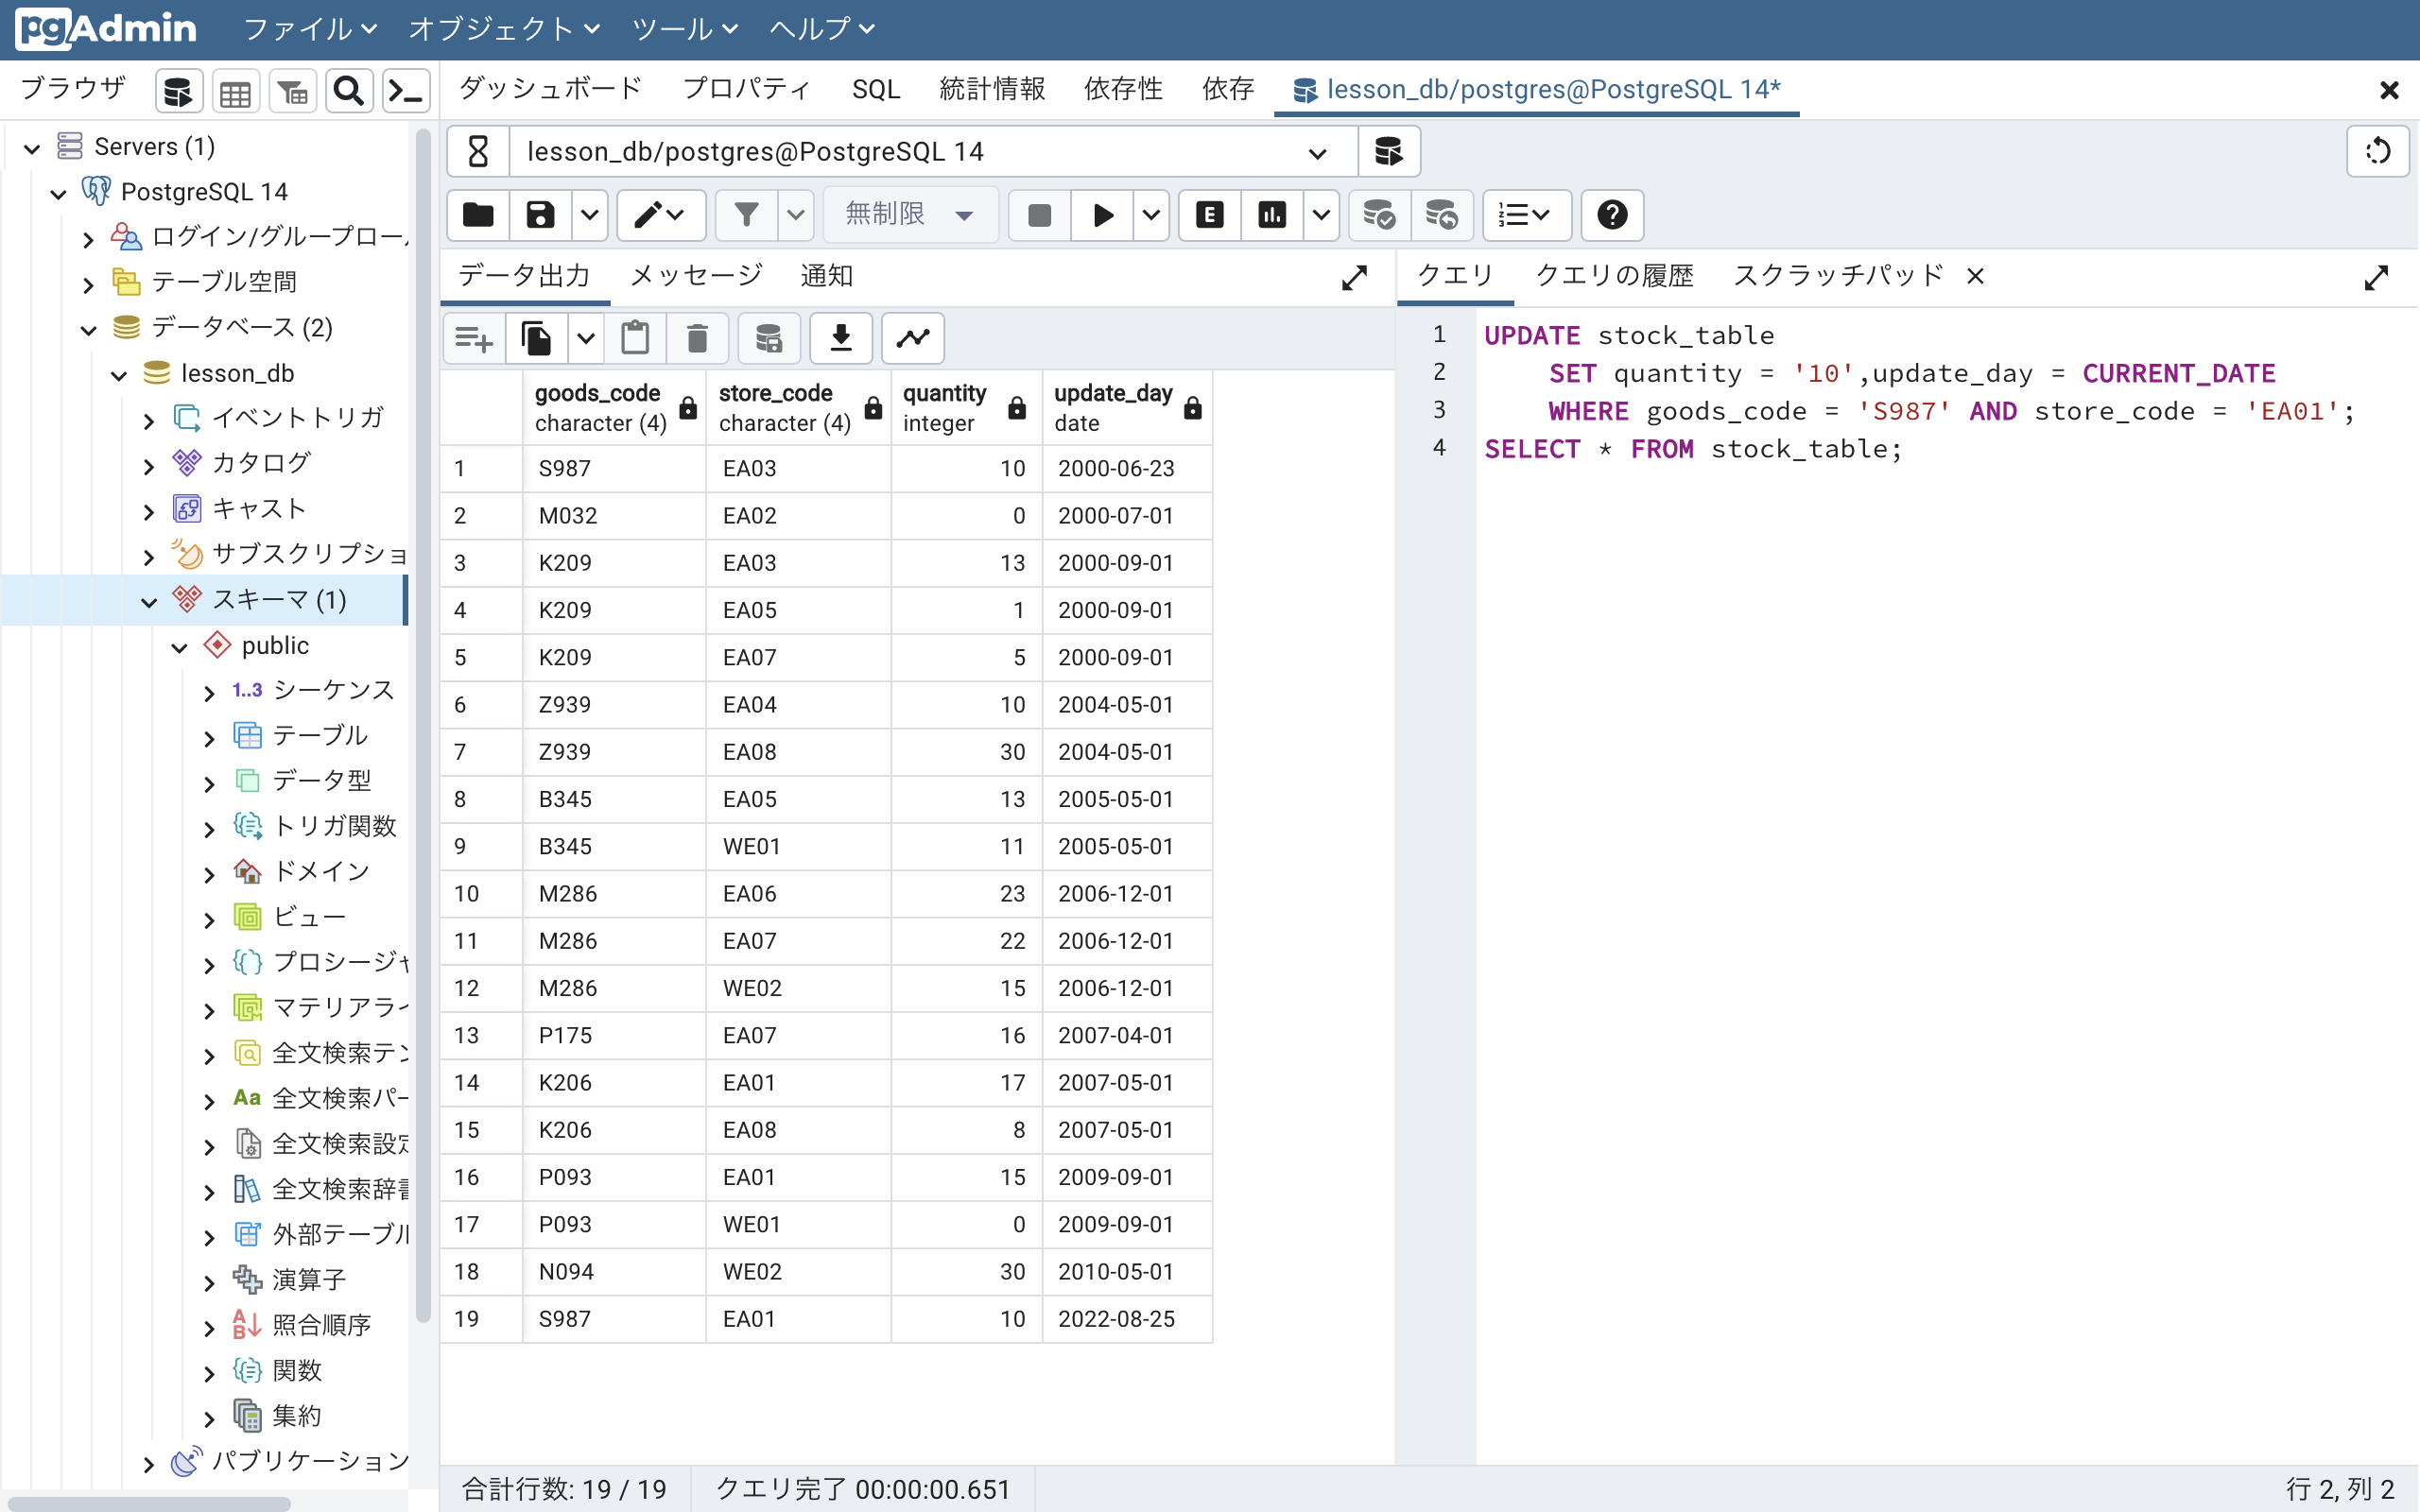 pgAdmin ファイル オブジェクト ツール ヘルプ
ブラウザ
ダッシュボード プロパティ SQL 統計情報 依存性 依存 lesson_db/postgres@PostgreSQL 14*
Servers (1)
PostgreSQL 14
ログイン/グループロー
テーブル空間
データベース (2)
lesson_db
イベントトリガ
カタログ
キャスト
サブスクリプショ
スキーマ (1)
public
1..3 シーケンス
テーブル
データ型
トリガ関数
ドメイン
ビュー
プロシージャ
マテリアライ
全文検索テン
Aa 全文検索パー
全文検索設定
全文検索辞書
外部テーブル
演算子
照合順序
関数
集約
パブリケーション
lesson_db/postgres@PostgreSQL 14
無制限
データ出力 メッセージ 通知
goods_code character (4) store_code character (4) quantity integer update_day date
1 S987 EA03 10 2000-06-23
2 M032 EA02 0 2000-07-01
3 K209 EA03 13 2000-09-01
4 K209 EA05 1 2000-09-01
5 K209 EA07 5 2000-09-01
6 Z939 EA04 10 2004-05-01
7 Z939 EA08 30 2004-05-01
8 B345 EA05 13 2005-05-01
9 B345 WE01 11 2005-05-01
10 M286 EA06 23 2006-12-01
11 M286 EA07 22 2006-12-01
12 M286 WE02 15 2006-12-01
13 P175 EA07 16 2007-04-01
14 K206 EA01 17 2007-05-01
15 K206 EA08 8 2007-05-01
16 P093 EA01 15 2009-09-01
17 P093 WE01 0 2009-09-01
18 N094 WE02 30 2010-05-01
19 S987 EA01 10 2022-08-25
クエリ クエリの履歴 スクラッチパッド
1 UPDATE stock_table
2 SET quantity = '10',update_day = CURRENT_DATE
3 WHERE goods_code = 'S987' AND store_code = 'EA01';
4 SELECT * FROM stock_table;
合計行数: 19 / 19 クエリ完了 00:00:00.651 行 2, 列 2